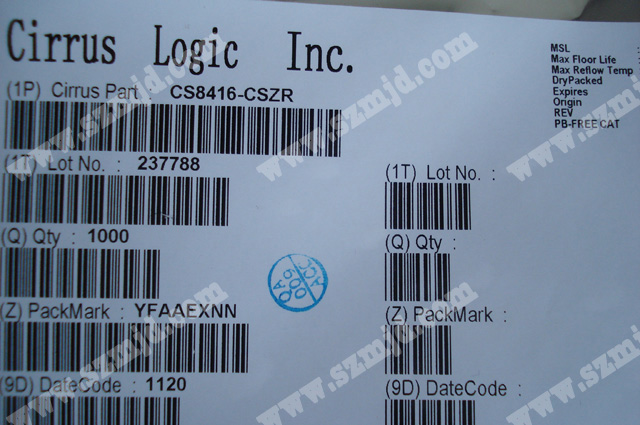 Cirrus Logic Inc.
(1P) Cirrus Part : CS8416-CSZR
(1T) Lot No. : 237788
(Q) Qty : 1000
(Z) PackMark : YFAAEXNN
(9D) DateCode : 1120
MSL
Max Floor Life
Max Reflow Temp
DryPacked
Expires
Origin
REV
PB-FREE CAT
(1T) Lot No. :
(Q) Qty :
(Z) PackMark :
(9D) DateCode :
QA
009
ACC
www.szmjd.com
www.szmjd.com
www.szmjd.com
www.szmjd.com
www.szmjd.com
www.szmjd.com